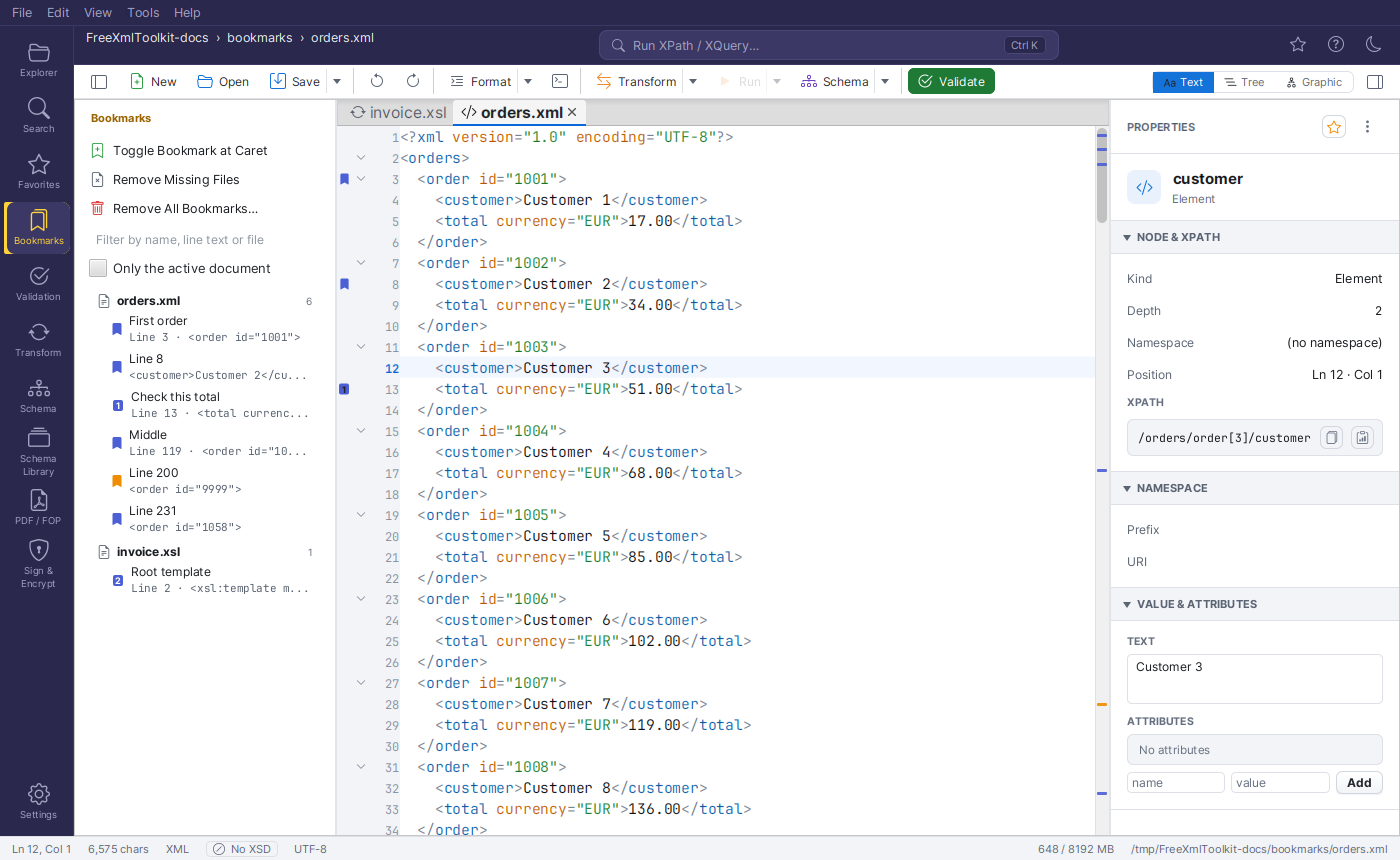 File Edit View Tools Help
FreeXmlToolkit-docs › bookmarks › orders.xml
Run XPath / XQuery... Ctrl K
New Open Save Format Transform Run Schema Validate Aa Text Tree Graphic
Explorer
Search
Favorites
Bookmarks
Validation
Transform
Schema
Schema
Library
PDF / FOP
Sign &
Encrypt
Settings
Bookmarks
Toggle Bookmark at Caret
Remove Missing Files
Remove All Bookmarks...
Filter by name, line text or file
Only the active document
orders.xml 6
First order
Line 3 · <order id="1001">
Line 8
<customer>Customer 2</cu...
1 Check this total
Line 13 · <total currenc...
Middle
Line 119 · <order id="10...
Line 200
<order id="9999">
Line 231
<order id="1058">
invoice.xsl 1
2 Root template
Line 2 · <xsl:template m...
invoice.xsl orders.xml
1 <?xml version="1.0" encoding="UTF-8"?>
2 <orders>
3 <order id="1001">
4 <customer>Customer 1</customer>
5 <total currency="EUR">17.00</total>
6 </order>
7 <order id="1002">
8 <customer>Customer 2</customer>
9 <total currency="EUR">34.00</total>
10 </order>
11 <order id="1003">
12 <customer>Customer 3</customer>
1 13 <total currency="EUR">51.00</total>
14 </order>
15 <order id="1004">
16 <customer>Customer 4</customer>
17 <total currency="EUR">68.00</total>
18 </order>
19 <order id="1005">
20 <customer>Customer 5</customer>
21 <total currency="EUR">85.00</total>
22 </order>
23 <order id="1006">
24 <customer>Customer 6</customer>
25 <total currency="EUR">102.00</total>
26 </order>
27 <order id="1007">
28 <customer>Customer 7</customer>
29 <total currency="EUR">119.00</total>
30 </order>
31 <order id="1008">
32 <customer>Customer 8</customer>
33 <total currency="EUR">136.00</total>
34 </order>
PROPERTIES
customer
Element
NODE & XPATH
Kind Element
Depth 2
Namespace (no namespace)
Position Ln 12 · Col 1
XPATH
/orders/order[3]/customer
NAMESPACE
Prefix
URI
VALUE & ATTRIBUTES
TEXT
Customer 3
ATTRIBUTES
No attributes
name value Add
Ln 12, Col 1 6,575 chars XML No XSD UTF-8 648 / 8192 MB /tmp/FreeXmlToolkit-docs/bookmarks/orders.xml